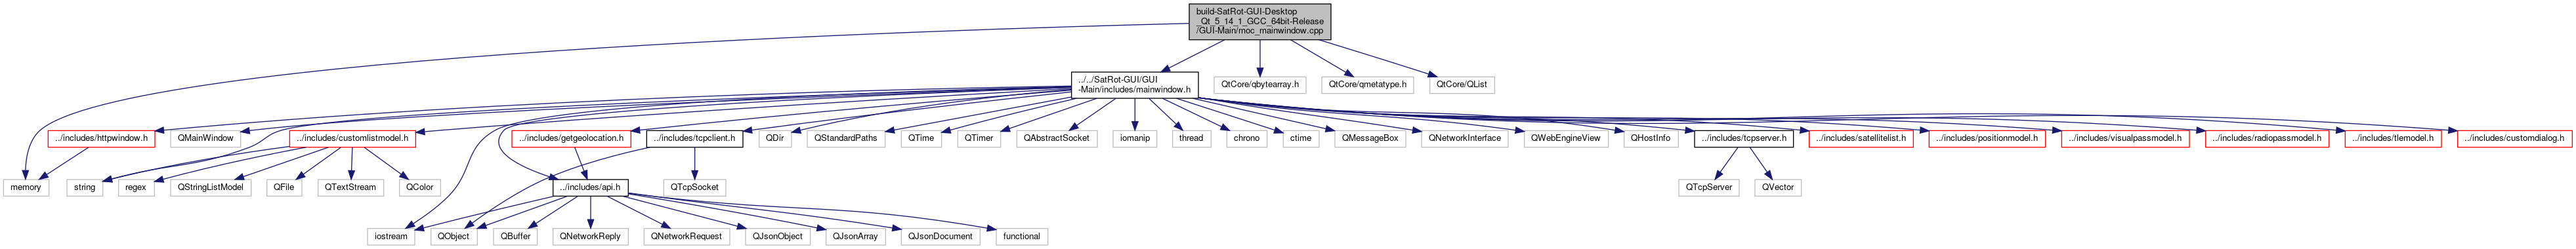 build-SatRot-GUI-Desktop
_Qt_5_14_1_GCC_64bit-Release
/GUI-Main/moc_mainwindow.cpp
../../SatRot-GUI/GUI
-Main/includes/mainwindow.h
QtCore/qbytearray.h
QtCore/qmetatype.h
QtCore/QList
../includes/httpwindow.h
QMainWindow
../includes/customlistmodel.h
../includes/getgeolocation.h
../includes/tcpclient.h
QDir
QStandardPaths
QTime
QTimer
QAbstractSocket
iomanip
thread
chrono
ctime
QMessageBox
QNetworkInterface
QWebEngineView
QHostInfo
../includes/tcpserver.h
../includes/satellitelist.h
../includes/positionmodel.h
../includes/visualpassmodel.h
../includes/radiopassmodel.h
../includes/tlemodel.h
../includes/customdialog.h
memory
string
regex
QStringListModel
QFile
QTextStream
QColor
../includes/api.h
QTcpSocket
QTcpServer
QVector
iostream
QObject
QBuffer
QNetworkReply
QNetworkRequest
QJsonObject
QJsonArray
QJsonDocument
functional